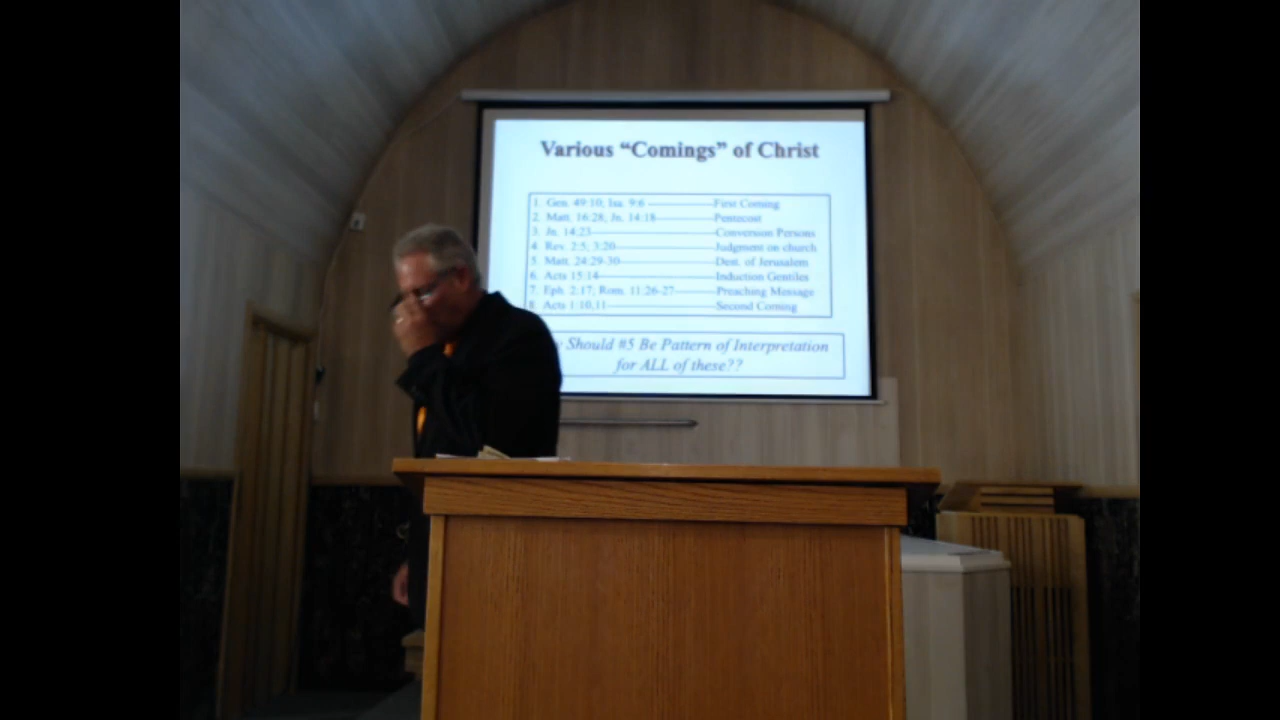 Various “Comings” of Christ
1. Gen. 49:10; Isa. 9:6 First Coming
2. Matt. 16:28; Jn. 14:18 Pentecost
3. Jn. 14:23 Conversion Persons
4. Rev. 2:5; 3:20 Judgment on church
5. Matt. 24:29-30 Dest. of Jerusalem
6. Acts 15:14 Induction Gentiles
7. Eph. 2:17; Rom. 11:26-27 Preaching Message
8. Acts 1:10,11 Second Coming
Should #5 Be Pattern of Interpretation
for ALL of these??